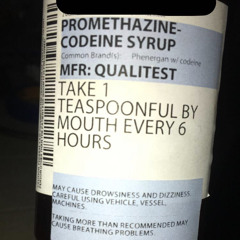 PROMETHAZINE-
CODEINE SYRUP
Common Brand(s): Phenergan w/ codeine
MFR: QUALITEST
TAKE 1
TEASPOONFUL BY
MOUTH EVERY 6
HOURS
MAY CAUSE DROWSINESS AND DIZZINESS.
CAREFUL USING VEHICLE, VESSEL,
MACHINES.
TAKING MORE THAN RECOMMENDED MAY
CAUSE BREATHING PROBLEMS.